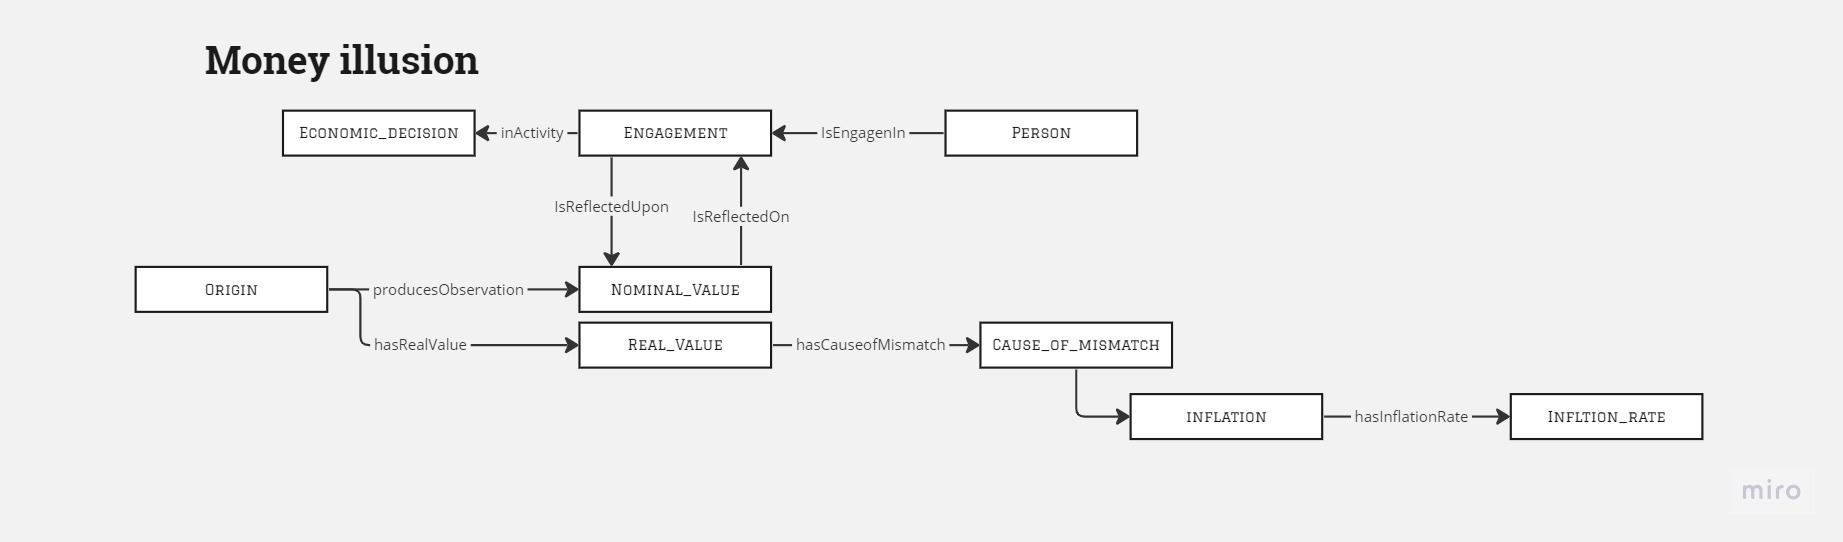 Money illusion
Economic_decision
inActivity
Engagement
IsEngagenIn
Person
IsReflectedUpon
IsReflectedOn
Origin
producesObservation
Nominal_Value
hasRealValue
Real_Value
hasCauseofMismatch
Cause_of_mismatch
inflation
hasInflationRate
Infltion_rate
miro